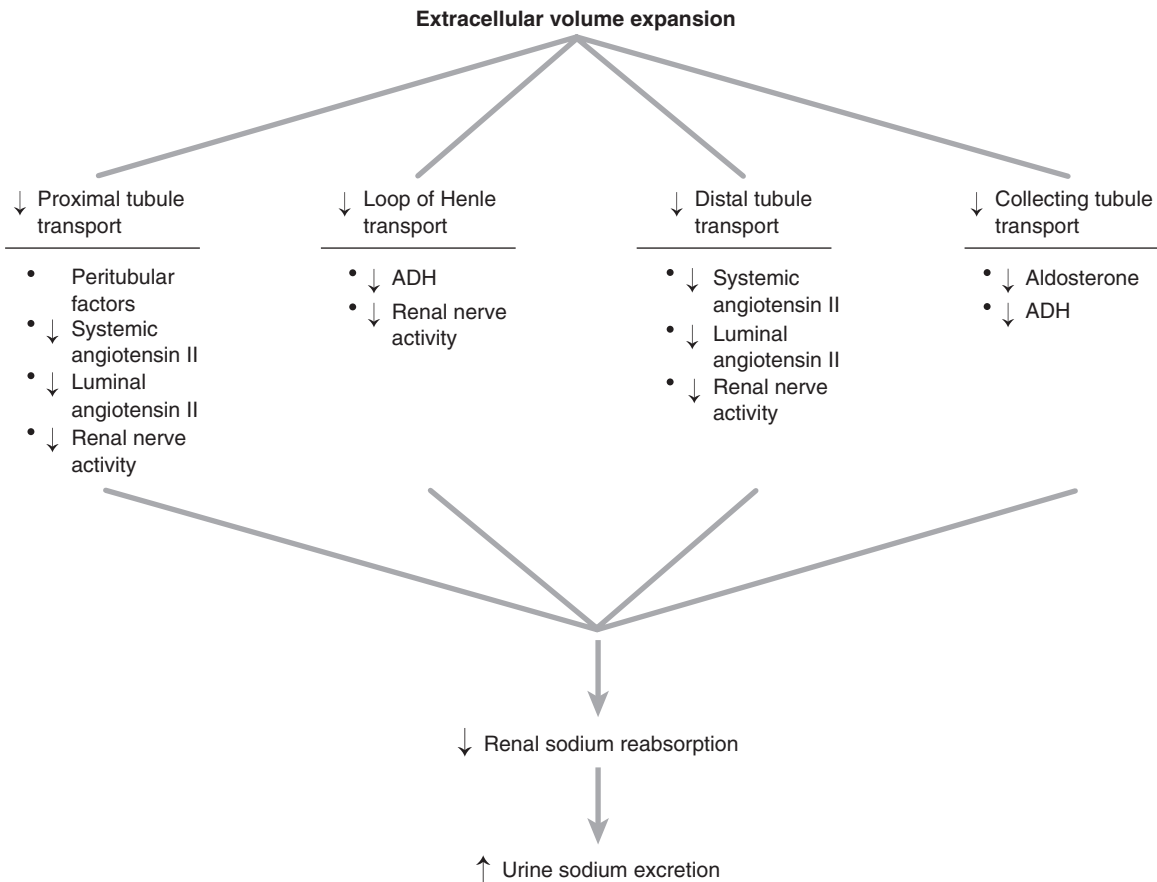 Extracellular volume expansion
↓ Proximal tubule
transport
• Peritubular
factors
• ↓ Systemic
angiotensin II
• ↓ Luminal
angiotensin II
• ↓ Renal nerve
activity
↓ Loop of Henle
transport
• ↓ ADH
• ↓ Renal nerve
activity
↓ Distal tubule
transport
• ↓ Systemic
angiotensin II
• ↓ Luminal
angiotensin II
• ↓ Renal nerve
activity
↓ Collecting tubule
transport
• ↓ Aldosterone
• ↓ ADH
↓ Renal sodium reabsorption
↑ Urine sodium excretion